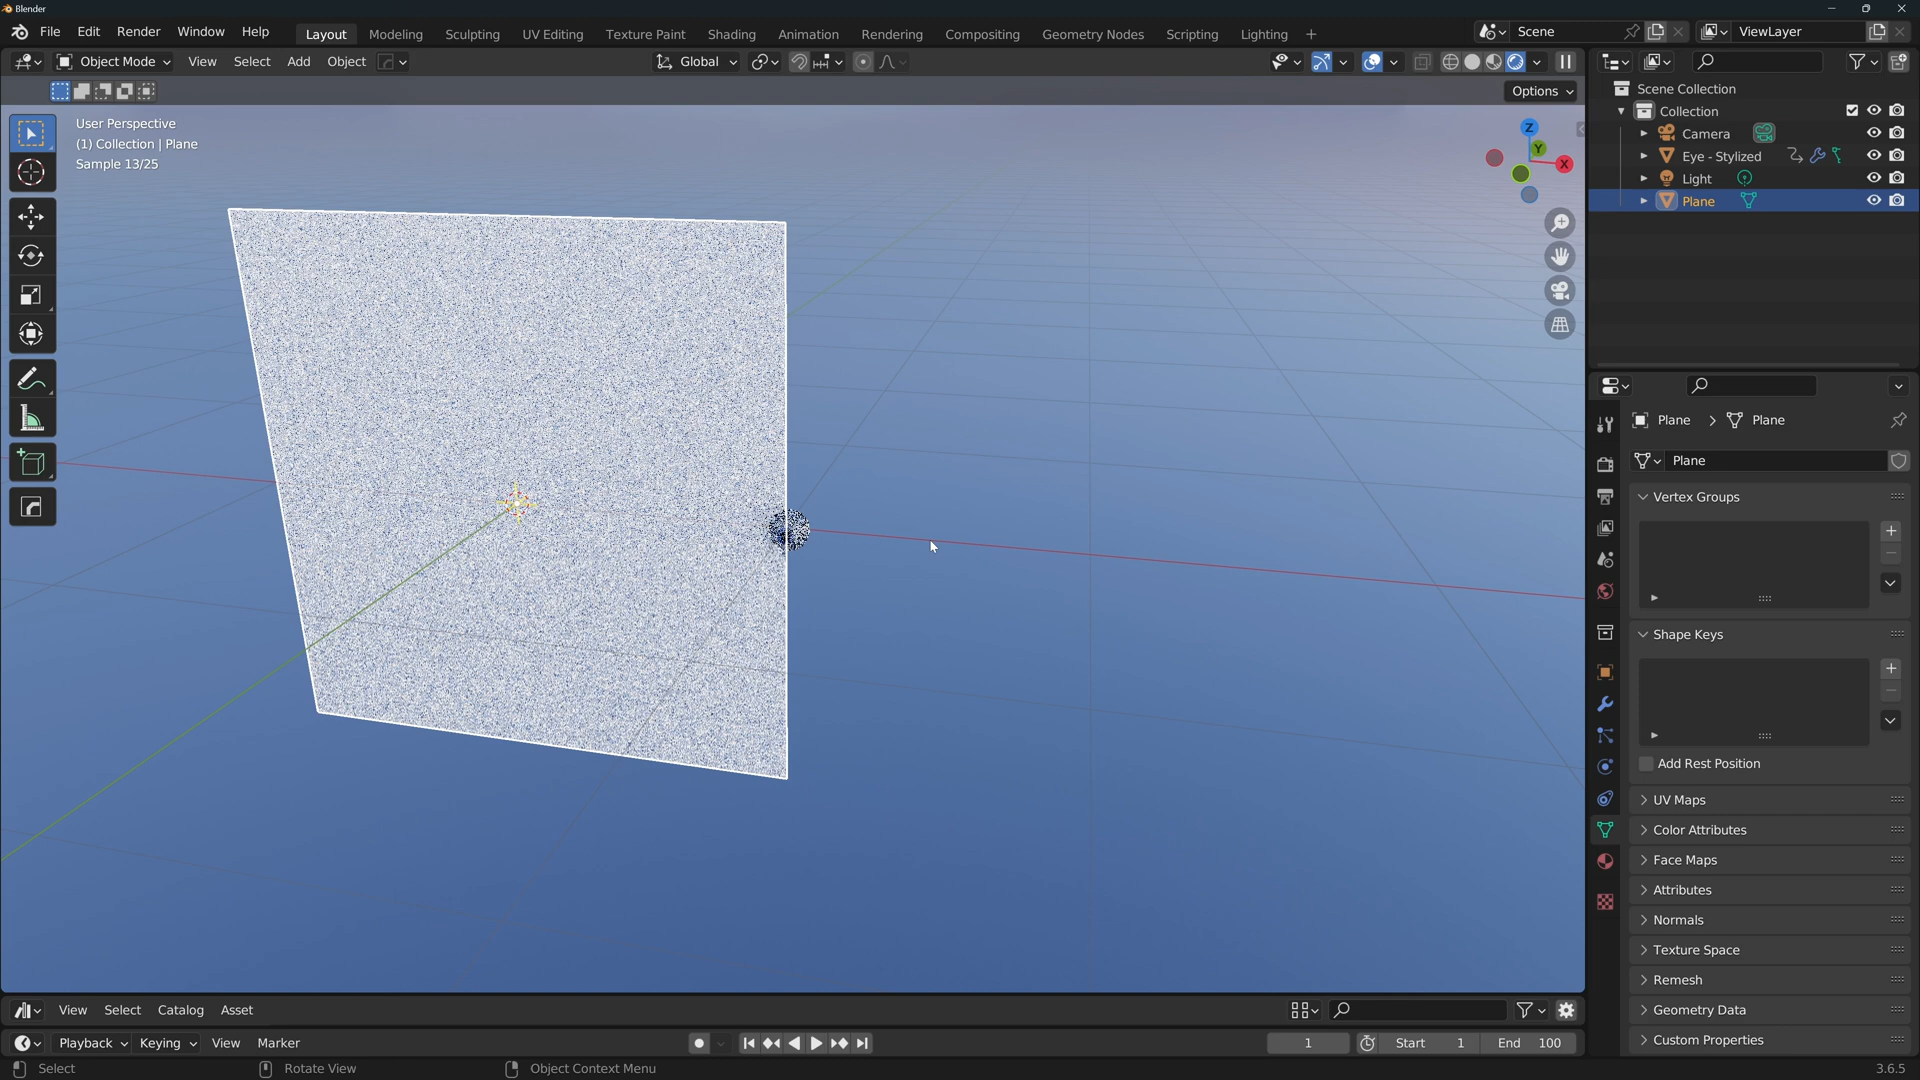 Blender
File Edit Render Window Help
Layout Modeling Sculpting UV Editing Texture Paint Shading Animation Rendering Compositing Geometry Nodes Scripting Lighting +
Scene
ViewLayer
Object Mode View Select Add Object
Global
Options
User Perspective
(1) Collection | Plane
Sample 13/25
Z
Y
X
Scene Collection
Collection
Camera
Eye - Stylized
Light
Plane
Plane > Plane
Plane
Vertex Groups
Shape Keys
Add Rest Position
UV Maps
Color Attributes
Face Maps
Attributes
Normals
Texture Space
Remesh
Geometry Data
Custom Properties
View Select Catalog Asset
Playback Keying View Marker
1 Start 1 End 100
Select Rotate View Object Context Menu 3.6.5